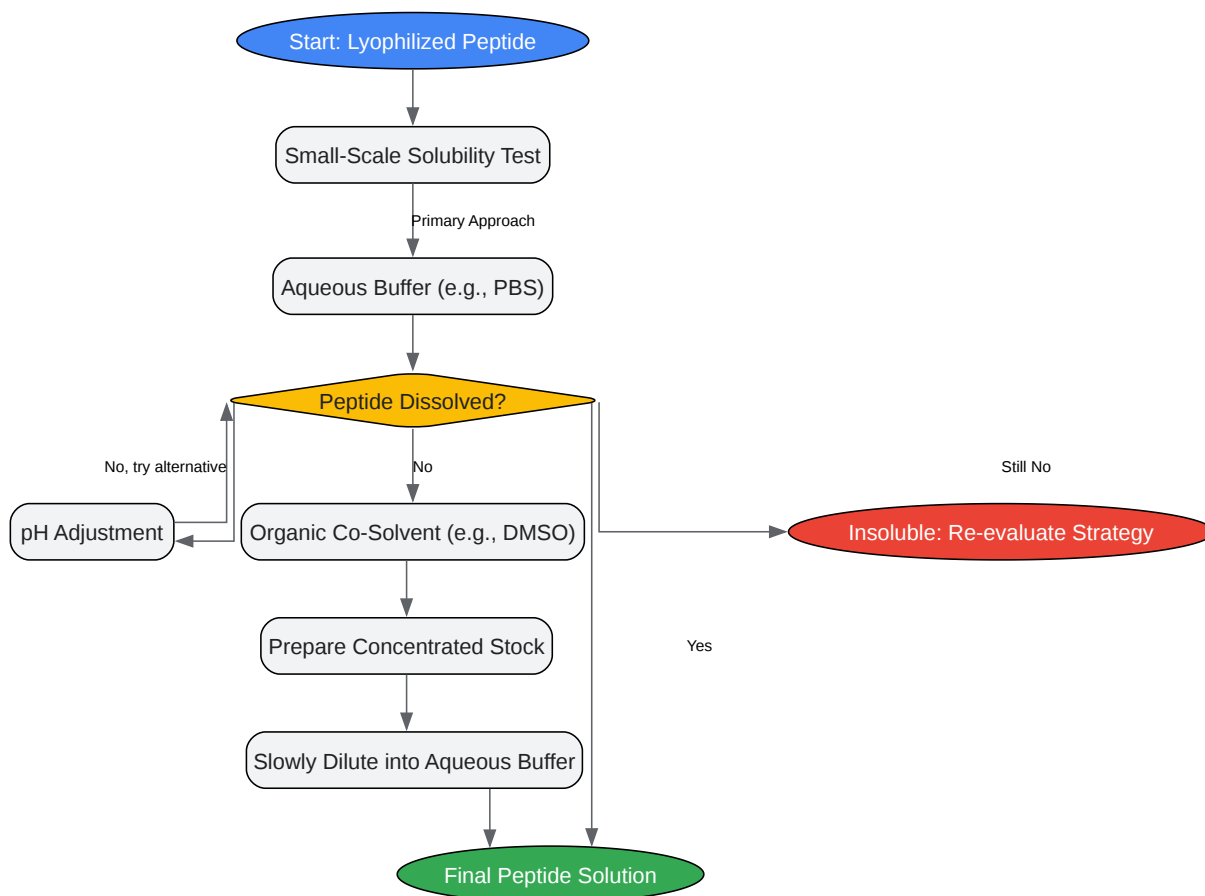 Start: Lyophilized Peptide
Small-Scale Solubility Test
Primary Approach
Aqueous Buffer (e.g., PBS)
Peptide Dissolved?
No, try alternative
No
Still No
pH Adjustment
Organic Co-Solvent (e.g., DMSO)
Insoluble: Re-evaluate Strategy
Prepare Concentrated Stock
Yes
Slowly Dilute into Aqueous Buffer
Final Peptide Solution